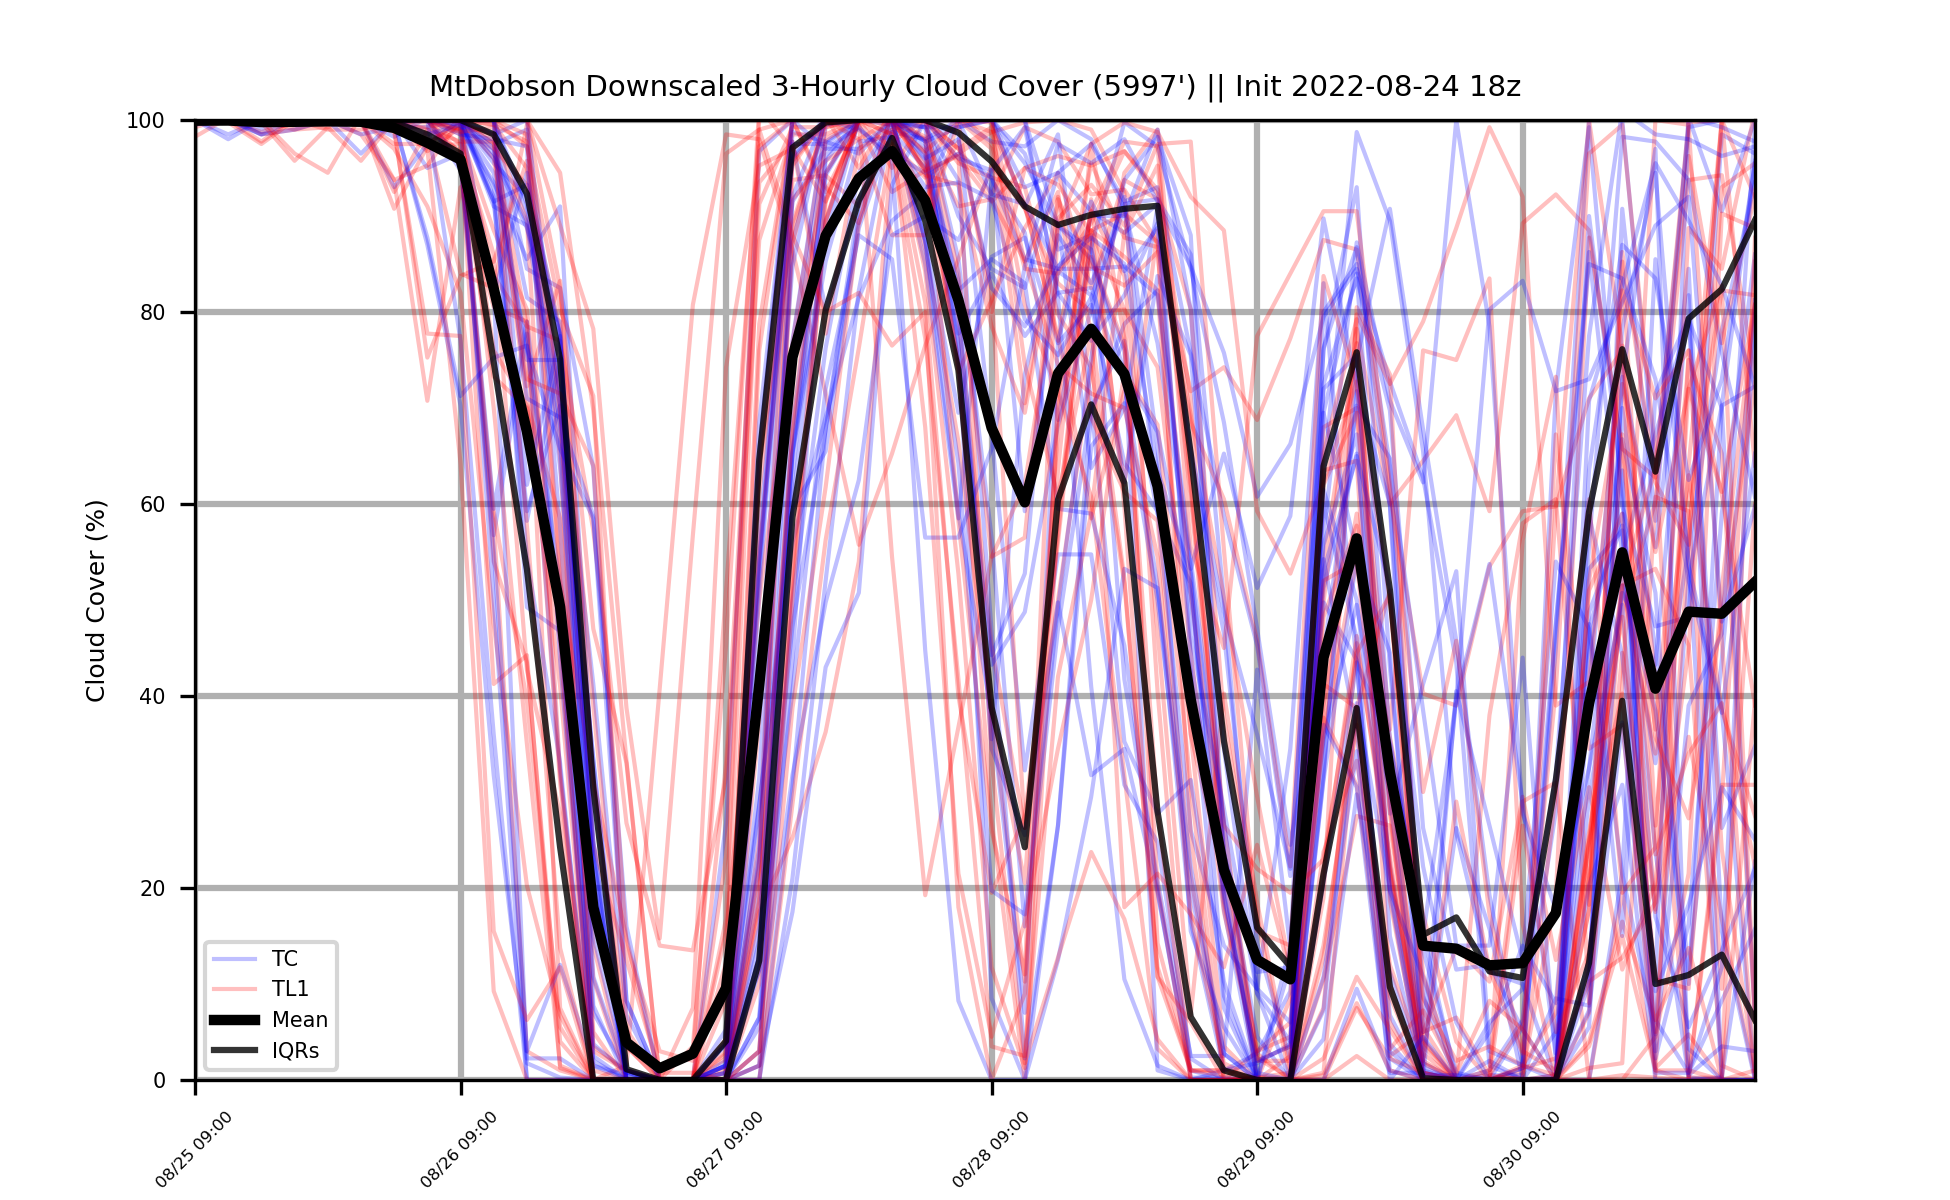 MtDobson Downscaled 3-Hourly Cloud Cover (5997') || Init 2022-08-24 18z
Cloud Cover (%)
100
80
60
40
20
0
TC
TL1
Mean
IQRs
08/25 09:00
08/26 09:00
08/27 09:00
08/28 09:00
08/29 09:00
08/30 09:00